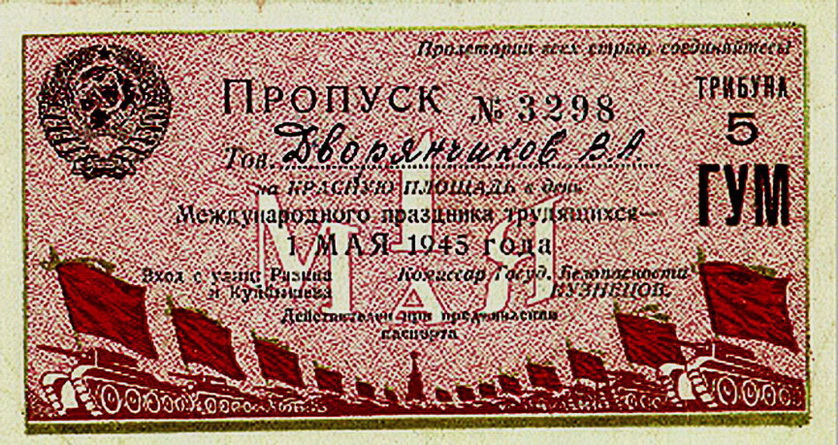 Пролетарии всех стран, соединяйтесь!
ПРОПУСК № 3298
ТРИБУНА
5
ГУМ
Тов. Дворянчиков В.А.
на КРАСНУЮ ПЛОЩАДЬ в день
Международного праздника трудящихся—
1 МАЯ 1945 года
1
МАЯ
Вход с улиц: Разина
и Куйбышева
Комиссар Госуд. Безопасности
КУЗНЕЦОВ.
Действителен при предъявлении
паспорта